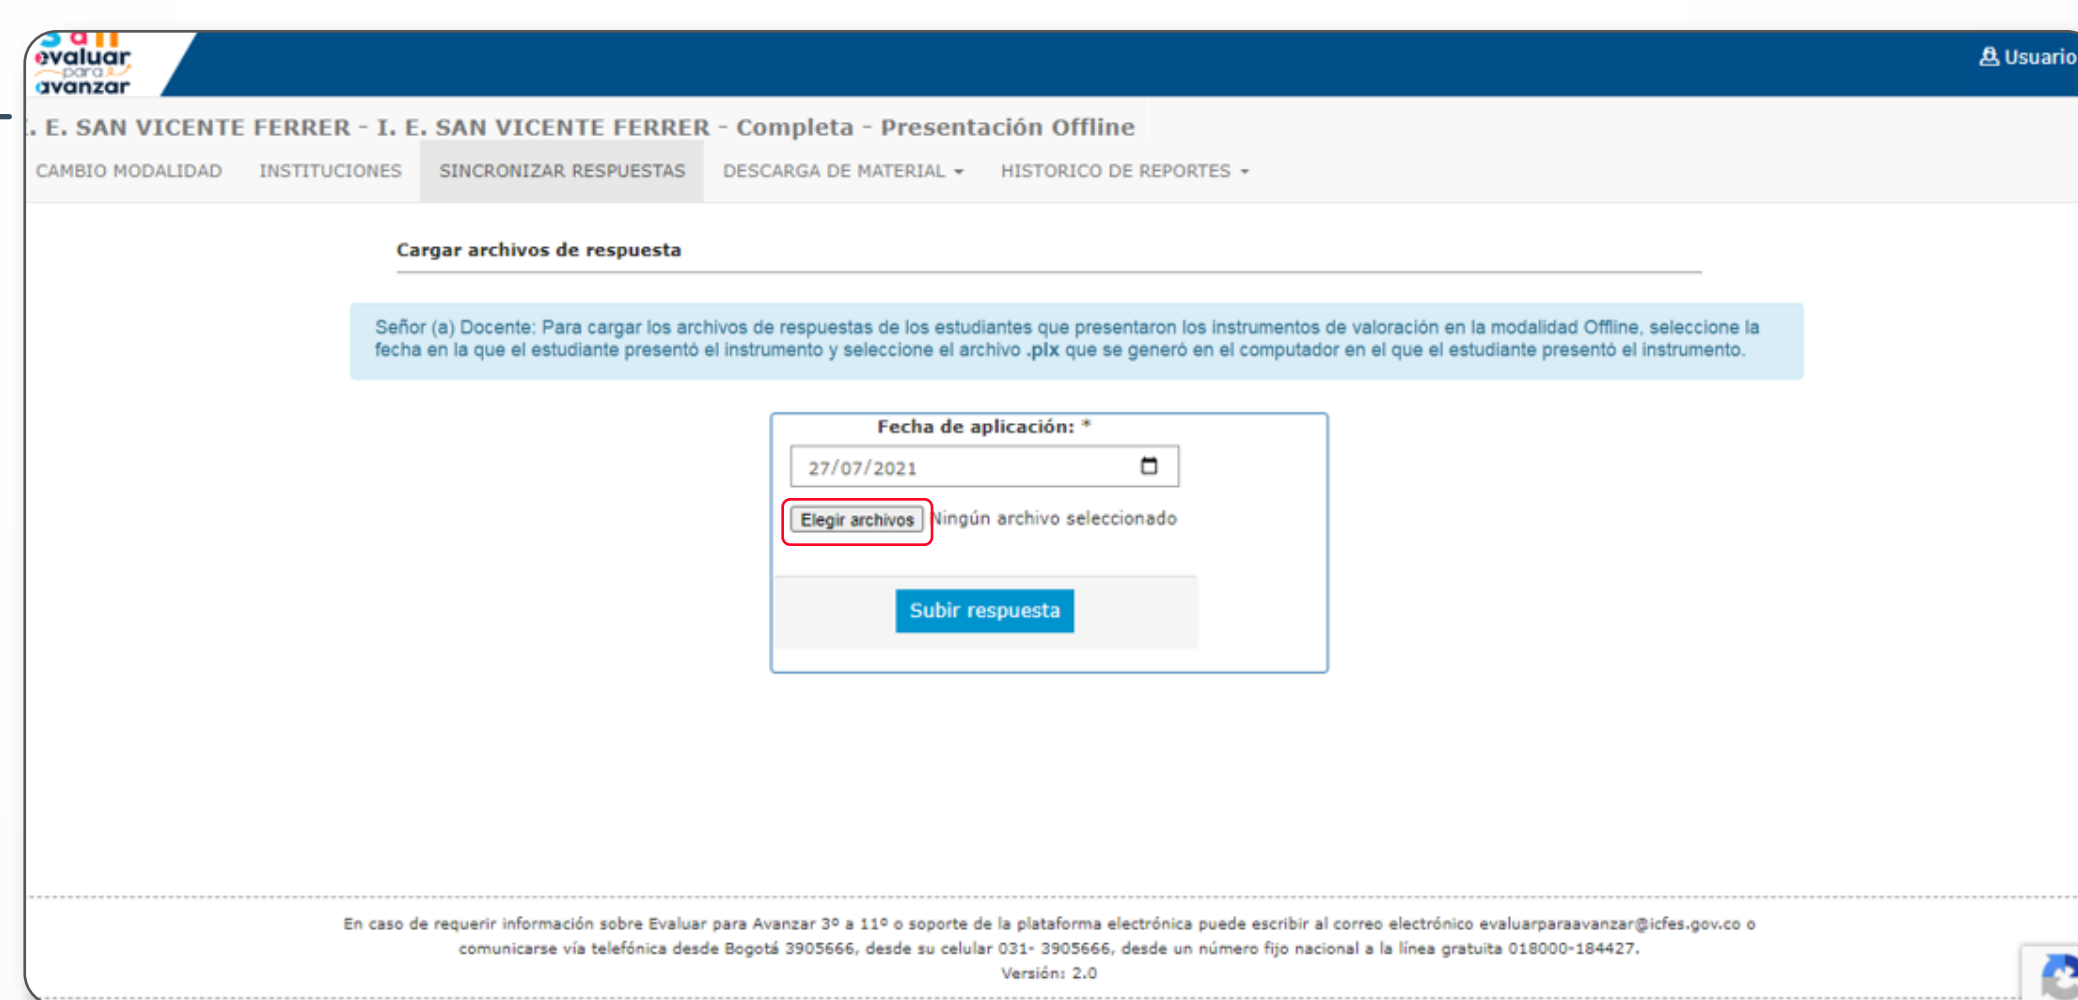 evaluar
para
avanzar
Usuario
. E. SAN VICENTE FERRER - I. E. SAN VICENTE FERRER - Completa - Presentación Offline
CAMBIO MODALIDAD INSTITUCIONES SINCRONIZAR RESPUESTAS DESCARGA DE MATERIAL HISTORICO DE REPORTES
Cargar archivos de respuesta
Señor (a) Docente: Para cargar los archivos de respuestas de los estudiantes que presentaron los instrumentos de valoración en la modalidad Offline, seleccione la
fecha en la que el estudiante presentó el instrumento y seleccione el archivo .plx que se generó en el computador en el que el estudiante presentó el instrumento.
Fecha de aplicación: *
27/07/2021
Elegir archivos Ningún archivo seleccionado
Subir respuesta
En caso de requerir información sobre Evaluar para Avanzar 3º a 11º o soporte de la plataforma electrónica puede escribir al correo electrónico evaluarparaavanzar@icfes.gov.co o
comunicarse vía telefónica desde Bogotá 3905666, desde su celular 031- 3905666, desde un número fijo nacional a la línea gratuita 018000-184427.
Versión: 2.0